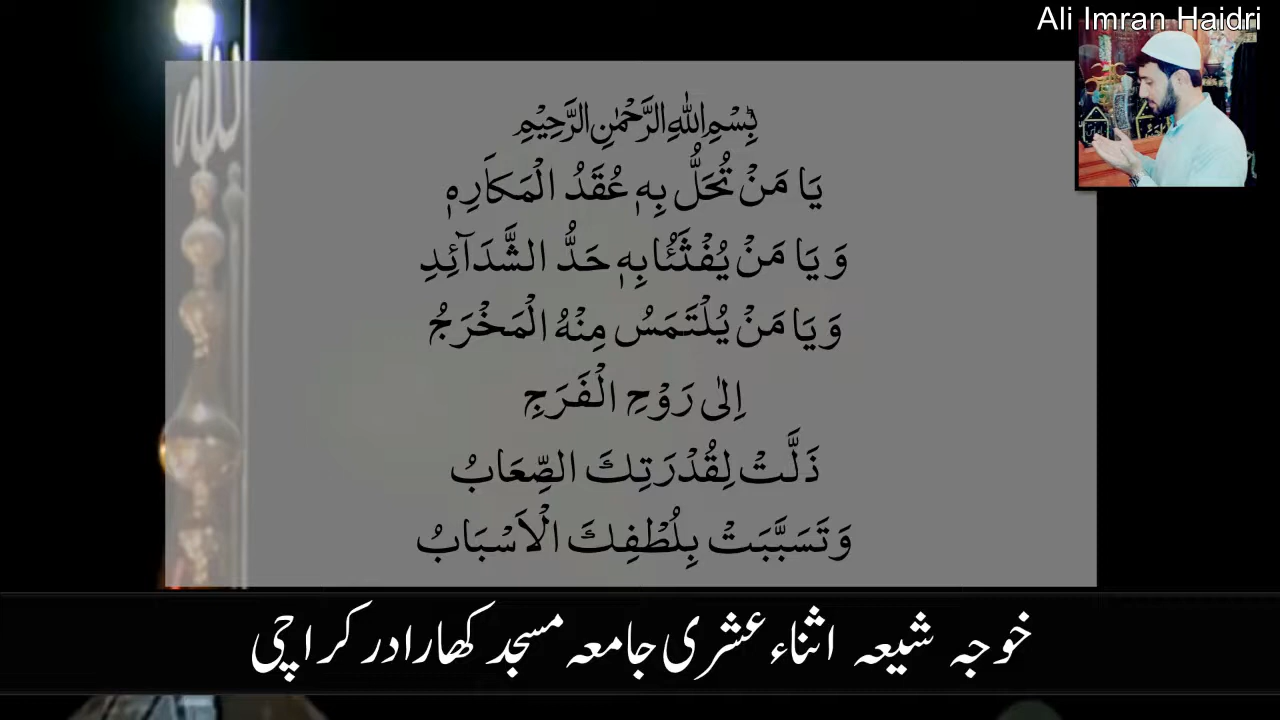 Ali Imran Haidri
بِسْمِ اللّٰهِ الرَّحْمٰنِ الرَّحِيْمِ
يَا مَنْ تُحَلُّ بِهٖ عُقَدُ الْمَكَارِهِ
وَ يَا مَنْ يُفْثَئُا بِهٖ حَدُّ الشَّدَآئِدِ
وَ يَا مَنْ يُلْتَمَسُ مِنْهُ الْمَخْرَجُ
اِلٰى رَوْحِ الْفَرَجِ
ذَلَّتْ لِقُدْرَتِكَ الصِّعَابُ
وَ تَسَبَّبَتْ بِلُطْفِكَ الْاَسْبَابُ
خوجہ شیعہ اثناء عشری جامعہ مسجد کھارادر کراچی